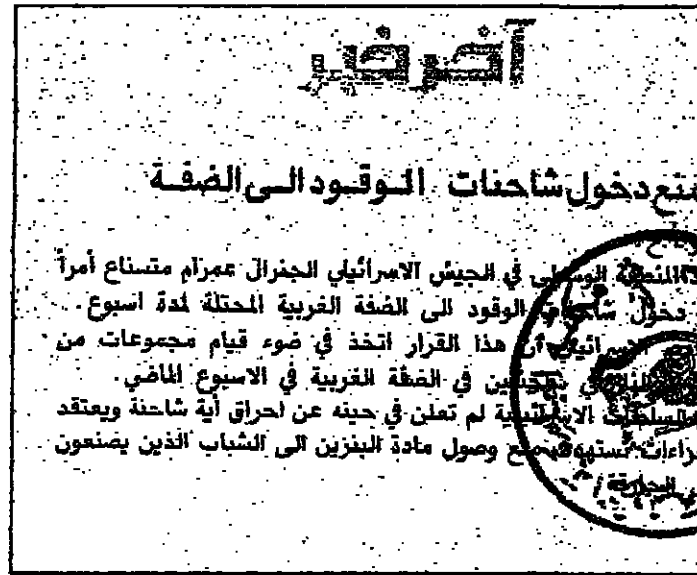 آخر خبر
منع دخول شاحنات الوقود الى الضفة
المنطقة الوسطى في الجيش الاسرائيلي الجنرال عمرام متسناع أمراً
دخول شاحنات الوقود الى الضفة الغربية المحتلة لمدة اسبوع.
أن هذا القرار اتخذ في ضوء قيام مجموعات من
في الضفة الغربية في الاسبوع الماضي.
السلطات الاسرائيلية لم تعلن في حينه عن احراق أية شاحنة ويعتقد
تستهدف منع وصول مادة البنزين الى الشباب الذين يصنعون